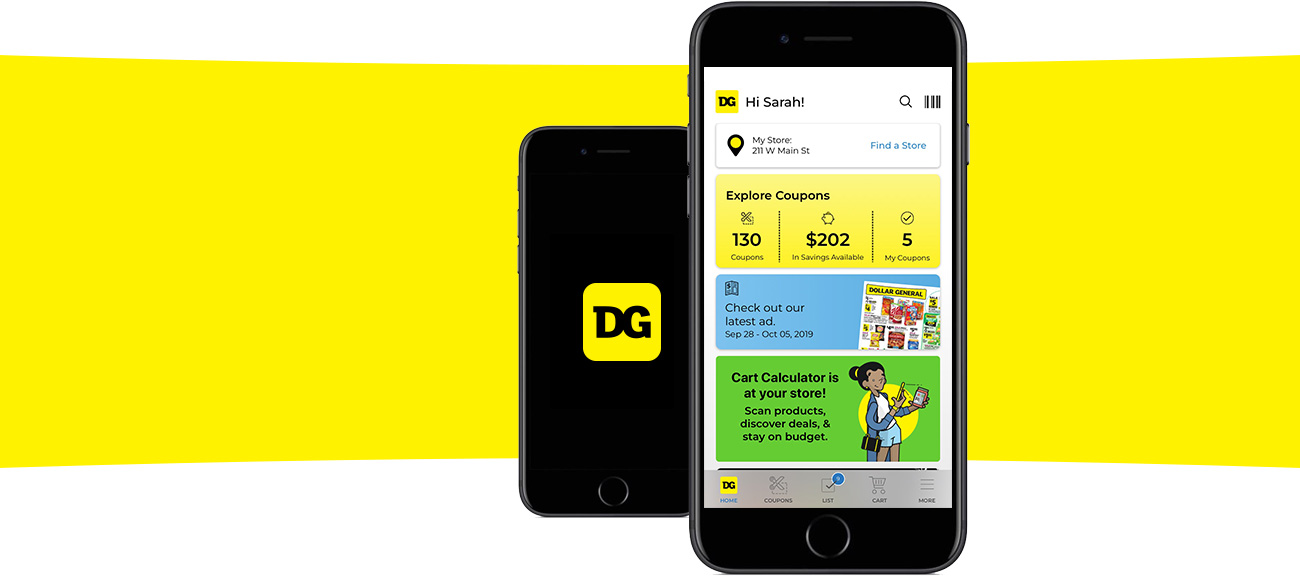 DG
DG Hi Sarah!
My Store:
211 W Main St
Find a Store
Explore Coupons
130
Coupons
$202
In Savings Available
5
My Coupons
Check out our
latest ad.
Sep 28 - Oct 05, 2019
DOLLAR GENERAL
Cart Calculator is
at your store!
Scan products,
discover deals, &
stay on budget.
DG
9
HOME
COUPONS
LIST
CART
MORE